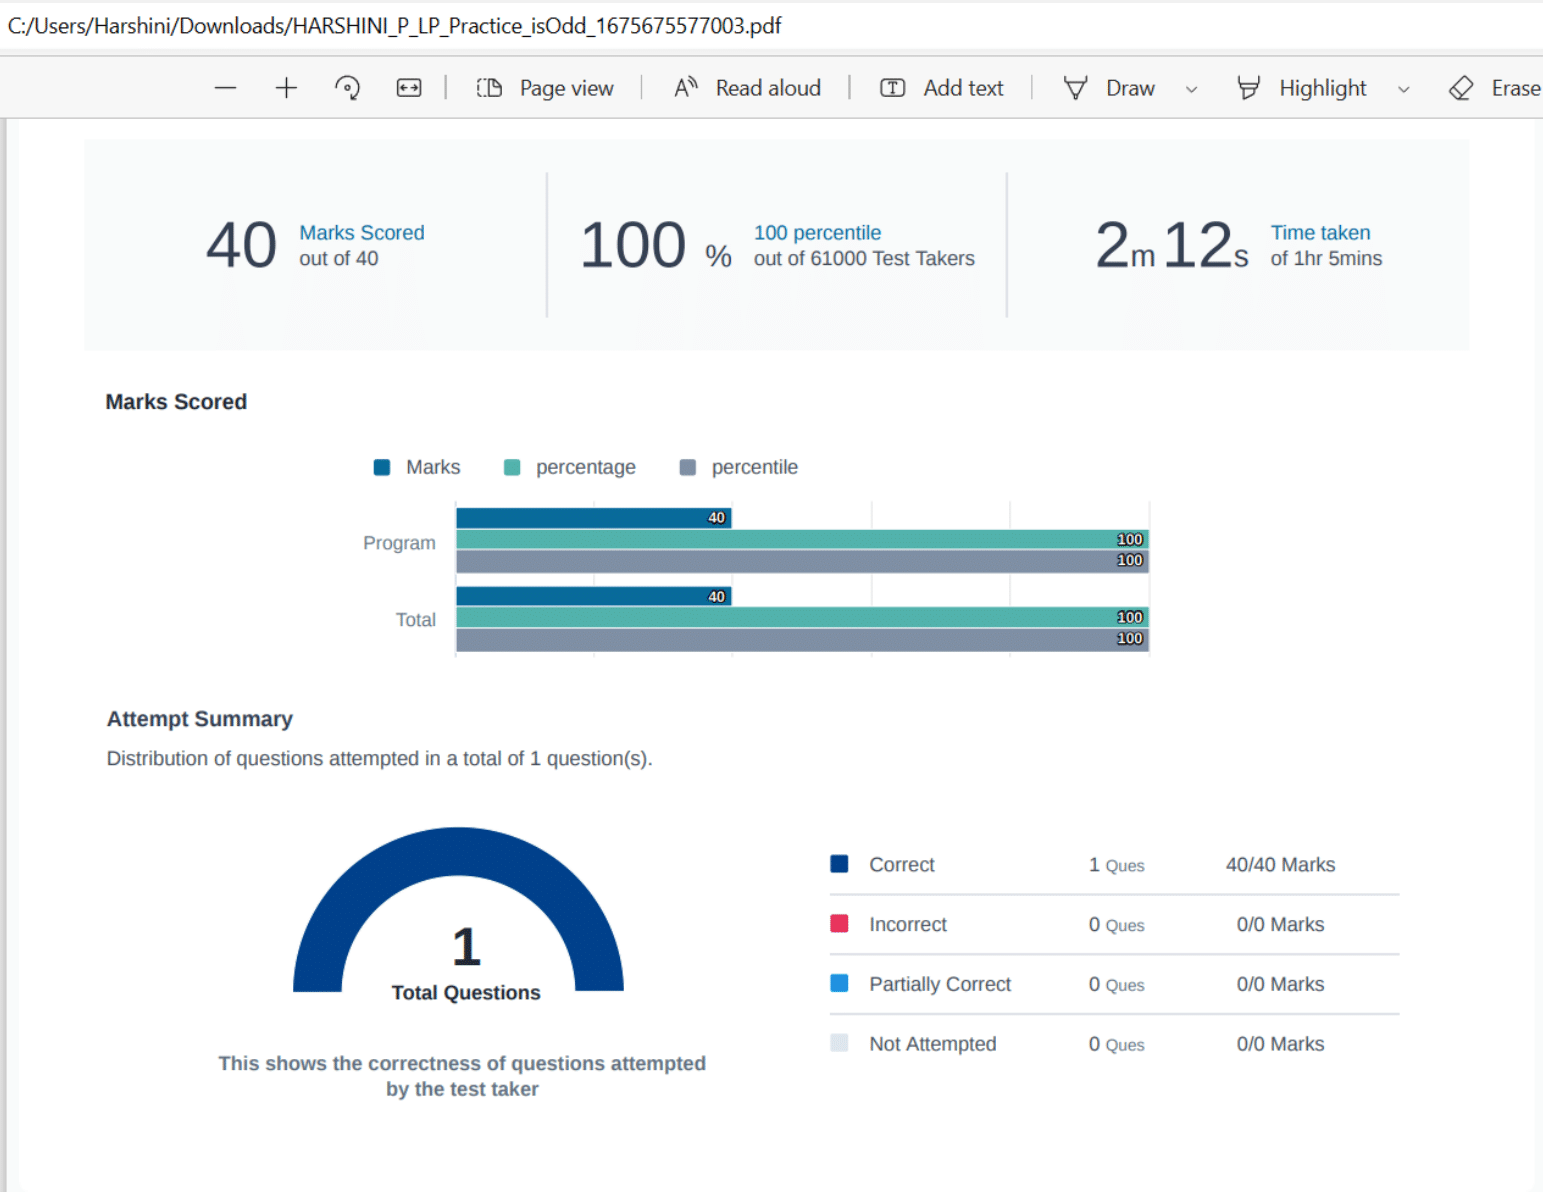 C:/Users/Harshini/Downloads/HARSHINI_P_LP_Practice_isOdd_1675675577003.pdf
Page view Read aloud Add text Draw Highlight Erase
40 Marks Scored out of 40
100 % 100 percentile out of 61000 Test Takers
2m 12s Time taken of 1hr 5mins
Marks Scored
Marks percentage percentile
Program 40 100 100
Total 40 100 100
Attempt Summary
Distribution of questions attempted in a total of 1 question(s).
1
Total Questions
This shows the correctness of questions attempted
by the test taker
Correct 1 Ques 40/40 Marks
Incorrect 0 Ques 0/0 Marks
Partially Correct 0 Ques 0/0 Marks
Not Attempted 0 Ques 0/0 Marks